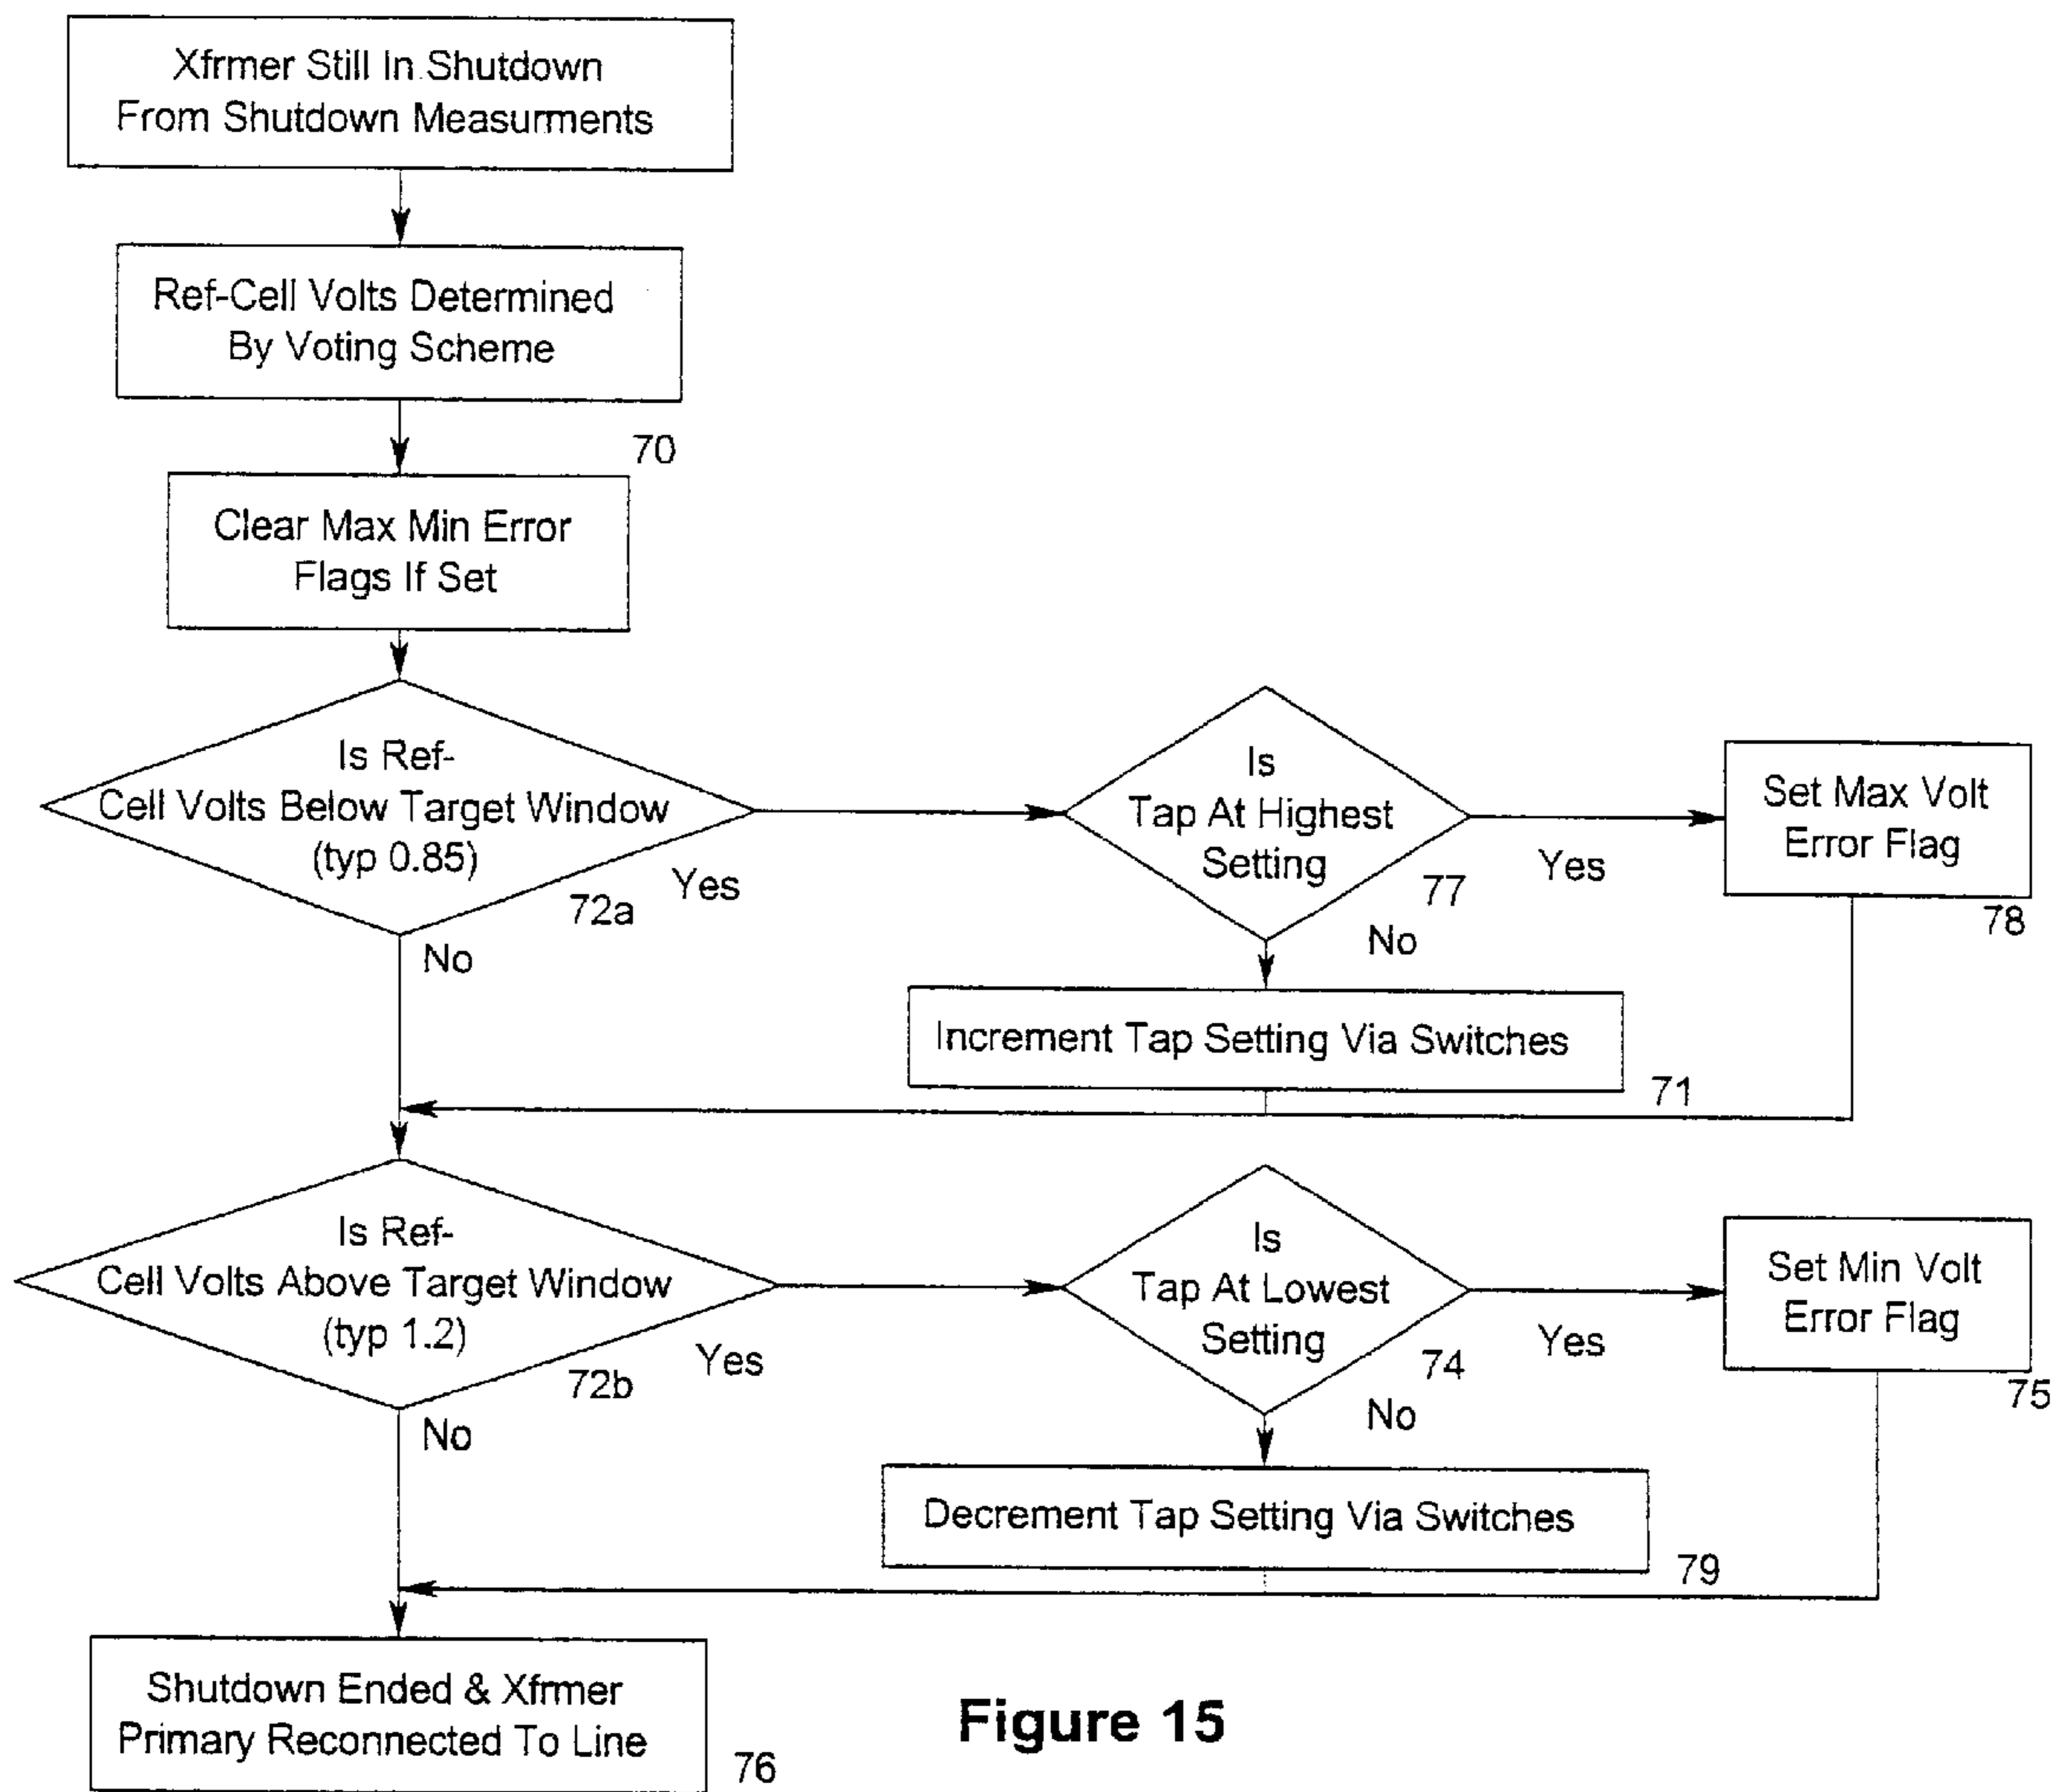 Xfrmer Still In Shutdown
From Shutdown Measurments
Ref-Cell Volts Determined
By Voting Scheme
70
Clear Max Min Error
Flags If Set
Is Ref-
Cell Volts Below Target Window
(typ 0.85)
72a
Yes
No
Is
Tap At Highest
Setting
77
Yes
No
Set Max Volt
Error Flag
78
Increment Tap Setting Via Switches
71
Is Ref-
Cell Volts Above Target Window
(typ 1.2)
72b
Yes
No
Is
Tap At Lowest
Setting
74
Yes
No
Set Min Volt
Error Flag
75
Decrement Tap Setting Via Switches
79
Shutdown Ended & Xfrmer
Primary Reconnected To Line
76
Figure 15